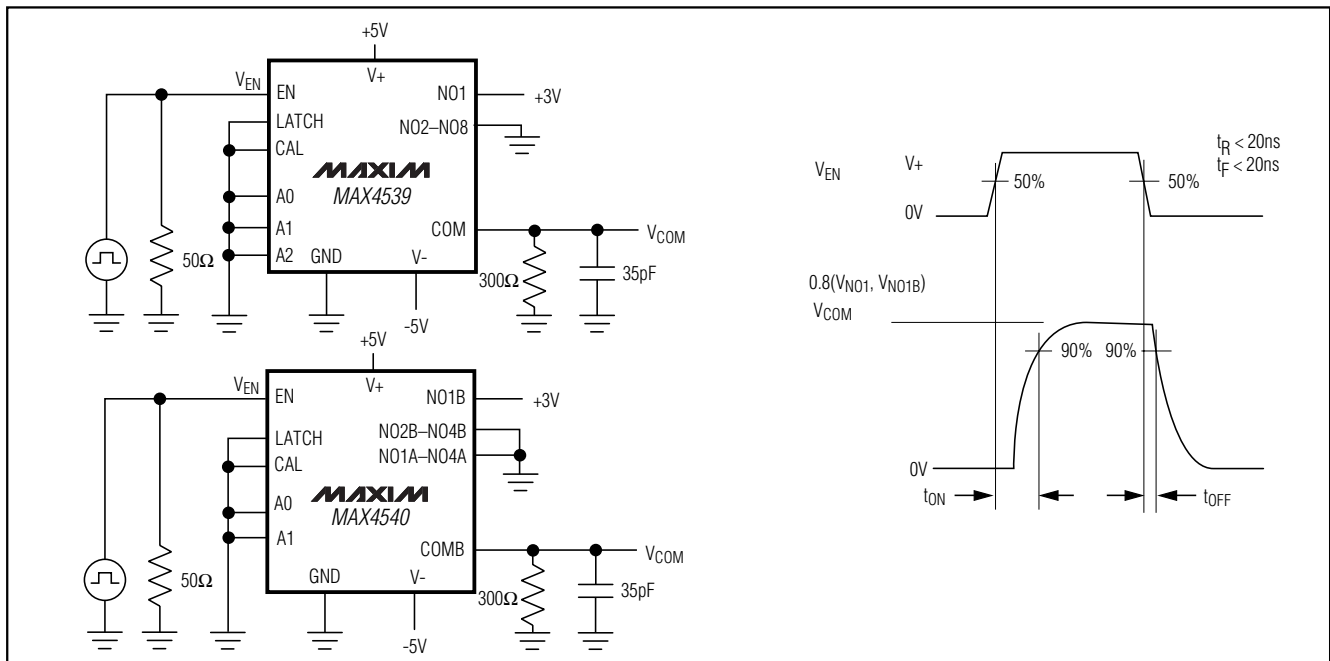 +5V
V+
VEN
EN
NO1
+3V
LATCH
NO2–NO8
CAL
MAXIM
MAX4539
A0
A1
COM
VCOM
A2
GND
V-
50Ω
300Ω
35pF
-5V
+5V
V+
VEN
EN
NO1B
+3V
LATCH
NO2B–NO4B
CAL
NO1A–NO4A
MAXIM
MAX4540
A0
A1
COMB
VCOM
GND
V-
50Ω
300Ω
35pF
-5V
VEN
V+
50%
50%
tR < 20ns
tF < 20ns
0V
0.8(VNO1, VNO1B)
VCOM
90%
90%
0V
tON
tOFF